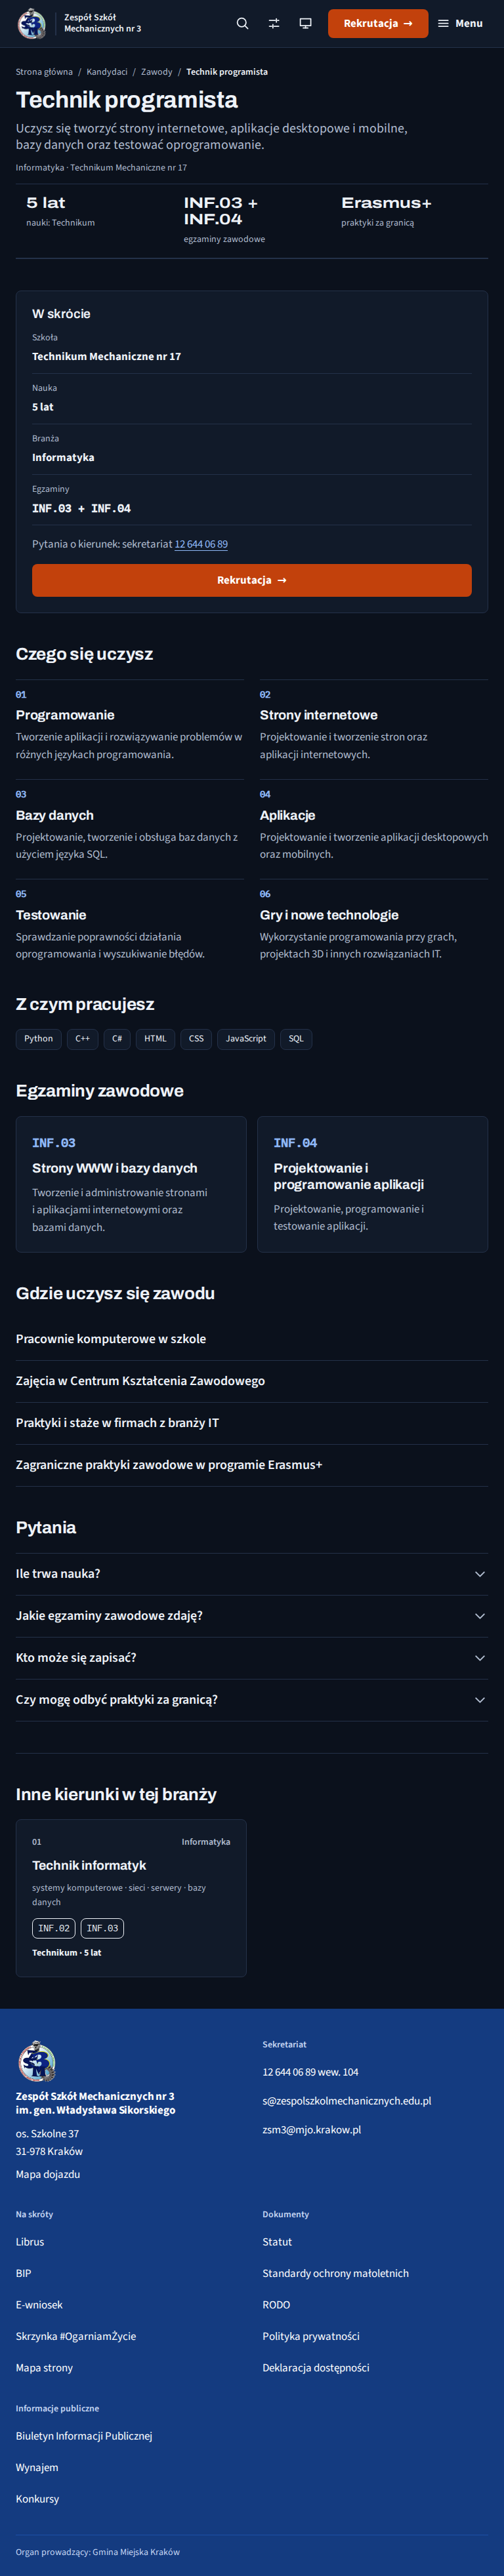 Zespół Szkół
Mechanicznych nr 3
Rekrutacja →
Menu
Strona główna / Kandydaci / Zawody / Technik programista
Technik programista
Uczysz się tworzyć strony internetowe, aplikacje desktopowe i mobilne,
bazy danych oraz testować oprogramowanie.
Informatyka · Technikum Mechaniczne nr 17
5 lat
nauki: Technikum
INF.03 +
INF.04
egzaminy zawodowe
Erasmus+
praktyki za granicą
W skrócie
Szkoła
Technikum Mechaniczne nr 17
Nauka
5 lat
Branża
Informatyka
Egzaminy
INF.03 + INF.04
Pytania o kierunek: sekretariat 12 644 06 89
Rekrutacja →
Czego się uczysz
01
Programowanie
Tworzenie aplikacji i rozwiązywanie problemów w
różnych językach programowania.
02
Strony internetowe
Projektowanie i tworzenie stron oraz
aplikacji internetowych.
03
Bazy danych
Projektowanie, tworzenie i obsługa baz danych z
użyciem języka SQL.
04
Aplikacje
Projektowanie i tworzenie aplikacji desktopowych
oraz mobilnych.
05
Testowanie
Sprawdzanie poprawności działania
oprogramowania i wyszukiwanie błędów.
06
Gry i nowe technologie
Wykorzystanie programowania przy grach,
projektach 3D i innych rozwiązaniach IT.
Z czym pracujesz
Python
C++
C#
HTML
CSS
JavaScript
SQL
Egzaminy zawodowe
INF.03
Strony WWW i bazy danych
Tworzenie i administrowanie stronami
i aplikacjami internetowymi oraz
bazami danych.
INF.04
Projektowanie i
programowanie aplikacji
Projektowanie, programowanie i
testowanie aplikacji.
Gdzie uczysz się zawodu
Pracownie komputerowe w szkole
Zajęcia w Centrum Kształcenia Zawodowego
Praktyki i staże w firmach z branży IT
Zagraniczne praktyki zawodowe w programie Erasmus+
Pytania
Ile trwa nauka?
Jakie egzaminy zawodowe zdaję?
Kto może się zapisać?
Czy mogę odbyć praktyki za granicą?
Inne kierunki w tej branży
01
Informatyka
Technik informatyk
systemy komputerowe · sieci · serwery · bazy
danych
INF.02
INF.03
Technikum · 5 lat
Zespół Szkół Mechanicznych nr 3
im. gen. Władysława Sikorskiego
os. Szkolne 37
31-978 Kraków
Mapa dojazdu
Sekretariat
12 644 06 89 wew. 104
s@zespolszkolmechanicznych.edu.pl
zsm3@mjo.krakow.pl
Na skróty
Librus
BIP
E-wniosek
Skrzynka #OgarniamŻycie
Mapa strony
Dokumenty
Statut
Standardy ochrony małoletnich
RODO
Polityka prywatności
Deklaracja dostępności
Informacje publiczne
Biuletyn Informacji Publicznej
Wynajem
Konkursy
Organ prowadzący: Gmina Miejska Kraków